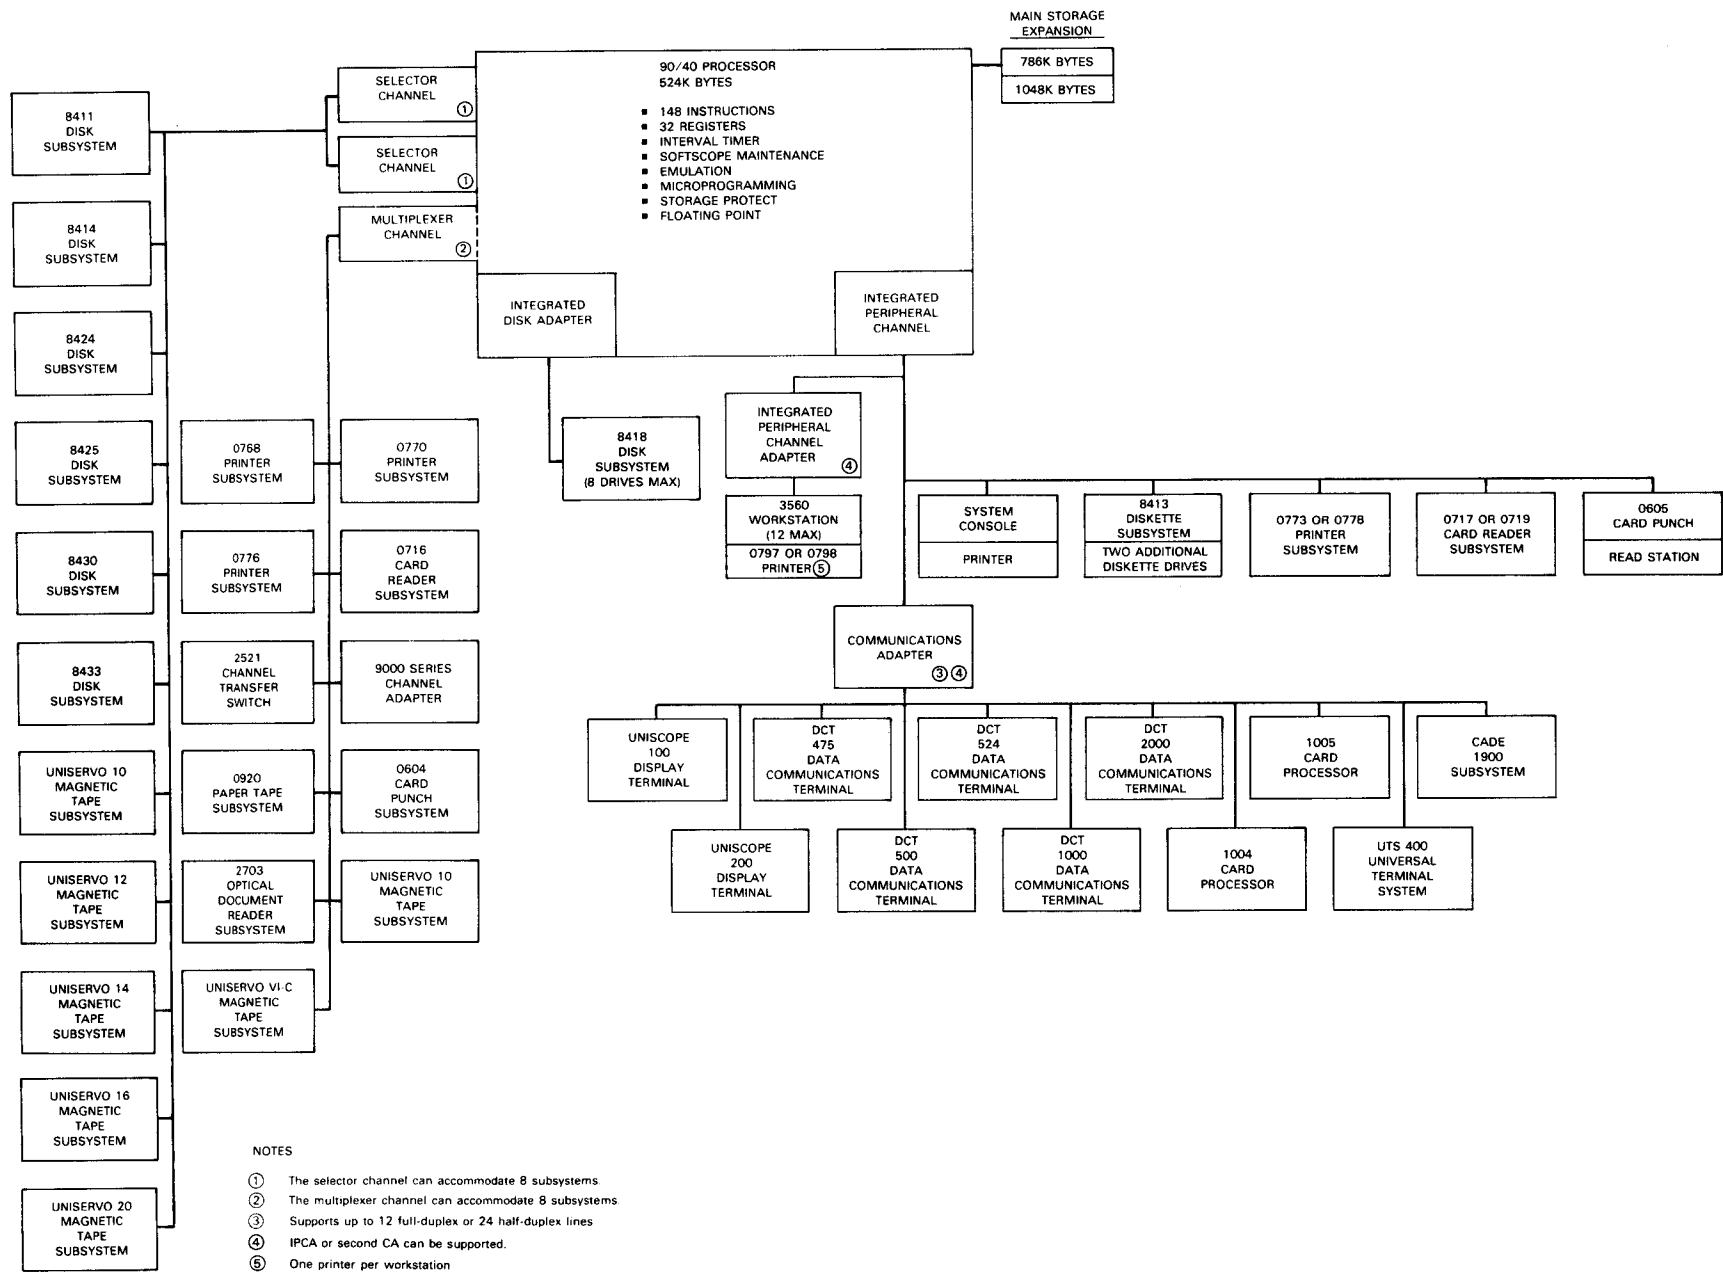 MAIN STORAGE
EXPANSION
786K BYTES
1048K BYTES
90/40 PROCESSOR
524K BYTES
▪ 148 INSTRUCTIONS
▪ 32 REGISTERS
▪ INTERVAL TIMER
▪ SOFTSCOPE MAINTENANCE
▪ EMULATION
▪ MICROPROGRAMMING
▪ STORAGE PROTECT
▪ FLOATING POINT
SELECTOR
CHANNEL
①
SELECTOR
CHANNEL
①
MULTIPLEXER
CHANNEL
②
INTEGRATED
DISK ADAPTER
INTEGRATED
PERIPHERAL
CHANNEL
8411
DISK
SUBSYSTEM
8414
DISK
SUBSYSTEM
8424
DISK
SUBSYSTEM
8425
DISK
SUBSYSTEM
8430
DISK
SUBSYSTEM
8433
DISK
SUBSYSTEM
UNISERVO 10
MAGNETIC
TAPE
SUBSYSTEM
UNISERVO 12
MAGNETIC
TAPE
SUBSYSTEM
UNISERVO 14
MAGNETIC
TAPE
SUBSYSTEM
UNISERVO 16
MAGNETIC
TAPE
SUBSYSTEM
UNISERVO 20
MAGNETIC
TAPE
SUBSYSTEM
0768
PRINTER
SUBSYSTEM
0776
PRINTER
SUBSYSTEM
2521
CHANNEL
TRANSFER
SWITCH
0920
PAPER TAPE
SUBSYSTEM
2703
OPTICAL
DOCUMENT
READER
SUBSYSTEM
UNISERVO VI-C
MAGNETIC
TAPE
SUBSYSTEM
0770
PRINTER
SUBSYSTEM
0716
CARD
READER
SUBSYSTEM
9000 SERIES
CHANNEL
ADAPTER
0604
CARD
PUNCH
SUBSYSTEM
UNISERVO 10
MAGNETIC
TAPE
SUBSYSTEM
8418
DISK
SUBSYSTEM
(8 DRIVES MAX)
INTEGRATED
PERIPHERAL
CHANNEL
ADAPTER
④
3560
WORKSTATION
(12 MAX)
0797 OR 0798
PRINTER ⑤
SYSTEM
CONSOLE
PRINTER
8413
DISKETTE
SUBSYSTEM
TWO ADDITIONAL
DISKETTE DRIVES
0773 OR 0778
PRINTER
SUBSYSTEM
0717 OR 0719
CARD READER
SUBSYSTEM
0605
CARD PUNCH
READ STATION
COMMUNICATIONS
ADAPTER
③ ④
UNISCOPE
100
DISPLAY
TERMINAL
DCT
475
DATA
COMMUNICATIONS
TERMINAL
DCT
524
DATA
COMMUNICATIONS
TERMINAL
DCT
2000
DATA
COMMUNICATIONS
TERMINAL
1005
CARD
PROCESSOR
CADE
1900
SUBSYSTEM
UNISCOPE
200
DISPLAY
TERMINAL
DCT
500
DATA
COMMUNICATIONS
TERMINAL
DCT
1000
DATA
COMMUNICATIONS
TERMINAL
1004
CARD
PROCESSOR
UTS 400
UNIVERSAL
TERMINAL
SYSTEM
NOTES
① The selector channel can accommodate 8 subsystems.
② The multiplexer channel can accommodate 8 subsystems.
③ Supports up to 12 full-duplex or 24 half-duplex lines
④ IPCA or second CA can be supported.
⑤ One printer per workstation